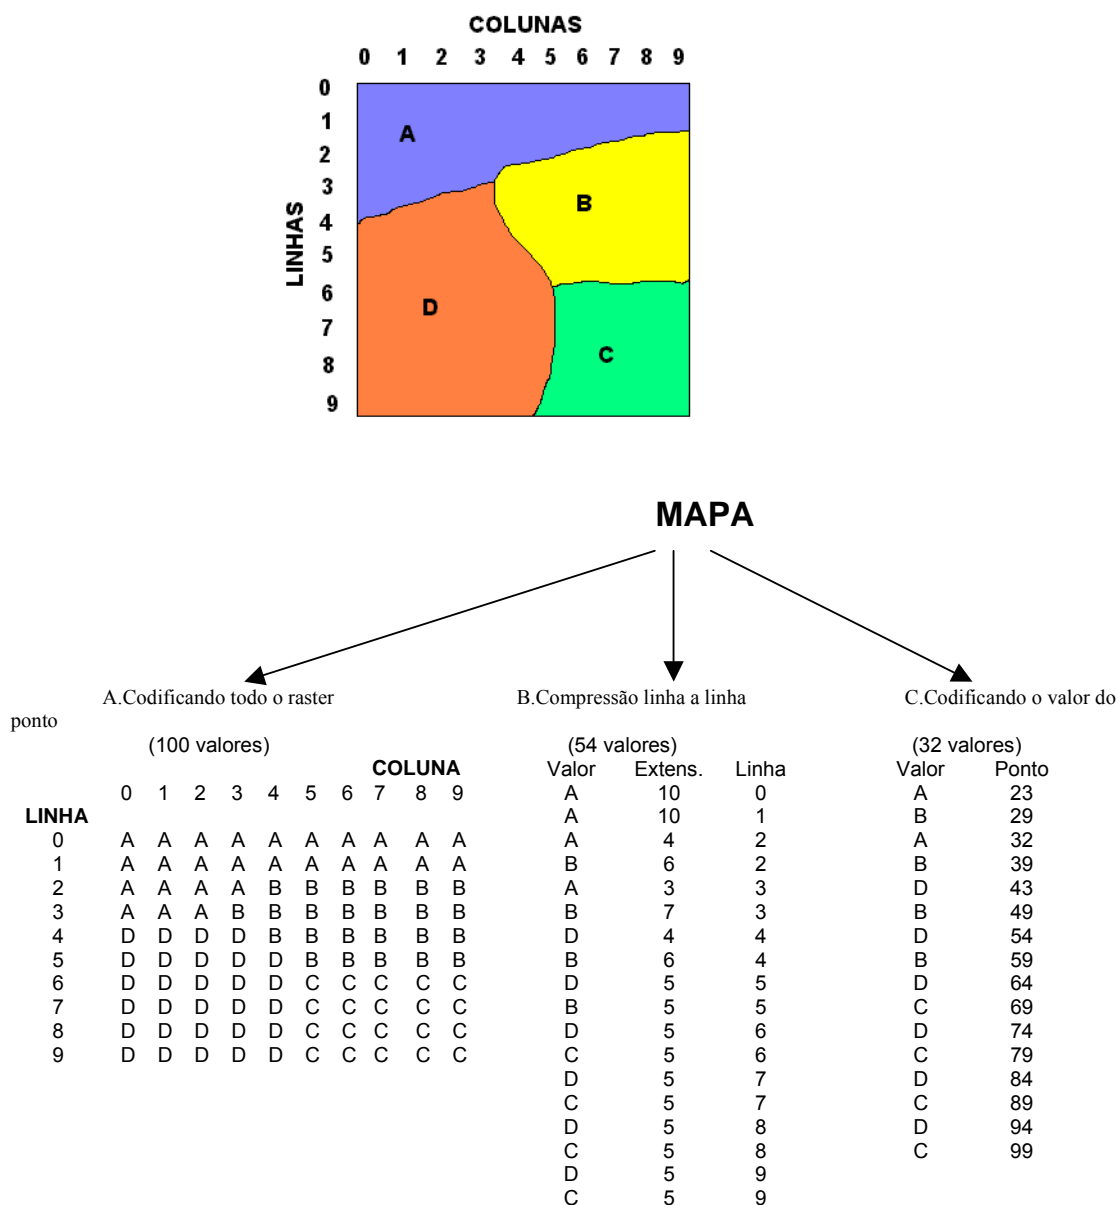 COLUNAS
0 1 2 3 4 5 6 7 8 9
LINHAS
0
1
2
3
4
5
6
7
8
9
A
B
D
C
MAPA
A.Codificando todo o raster B.Compressão linha a linha C.Codificando o valor do
ponto
(100 valores) (54 valores) (32 valores)
COLUNA Valor Extens. Linha Valor Ponto
0 1 2 3 4 5 6 7 8 9 A 10 0 A 23
LINHA A 10 1 B 29
0 A A A A A A A A A A A 4 2 A 32
1 A A A A A A A A A A B 6 2 B 39
2 A A A A B B B B B B A 3 3 D 43
3 A A A B B B B B B B B 7 3 B 49
4 D D D D B B B B B B D 4 4 D 54
5 D D D D D B B B B B B 6 4 B 59
6 D D D D D C C C C C D 5 5 D 64
7 D D D D D C C C C C B 5 5 C 69
8 D D D D D C C C C C D 5 6 D 74
9 D D D D D C C C C C C 5 6 C 79
D 5 7 D 84
C 5 7 C 89
D 5 8 D 94
C 5 8 C 99
D 5 9
C 5 9